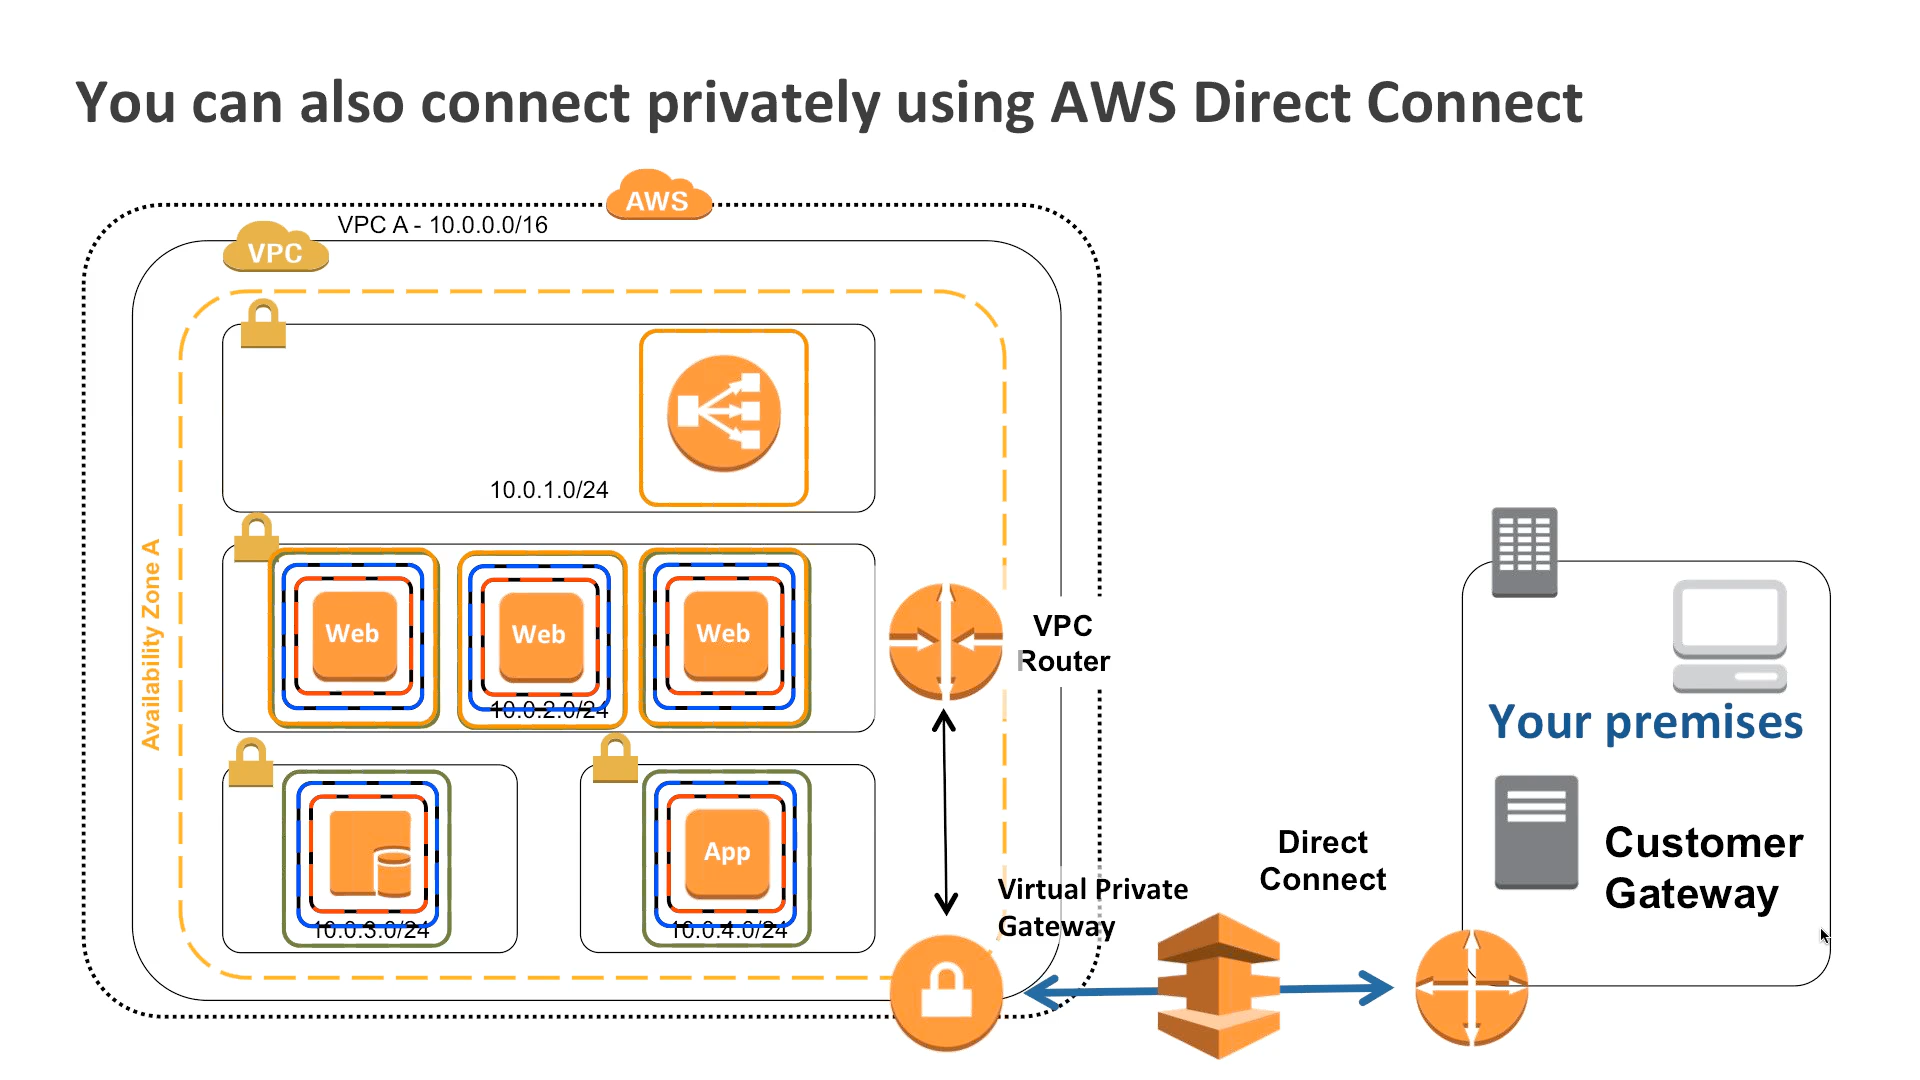 You can also connect privately using AWS Direct Connect
AWS
VPC A - 10.0.0.0/16
VPC
10.0.1.0/24
Availability Zone A
Web
Web
Web
10.0.2.0/24
VPC
Router
App
10.0.3.0/24
10.0.4.0/24
Virtual Private
Gateway
Direct
Connect
Your premises
Customer
Gateway